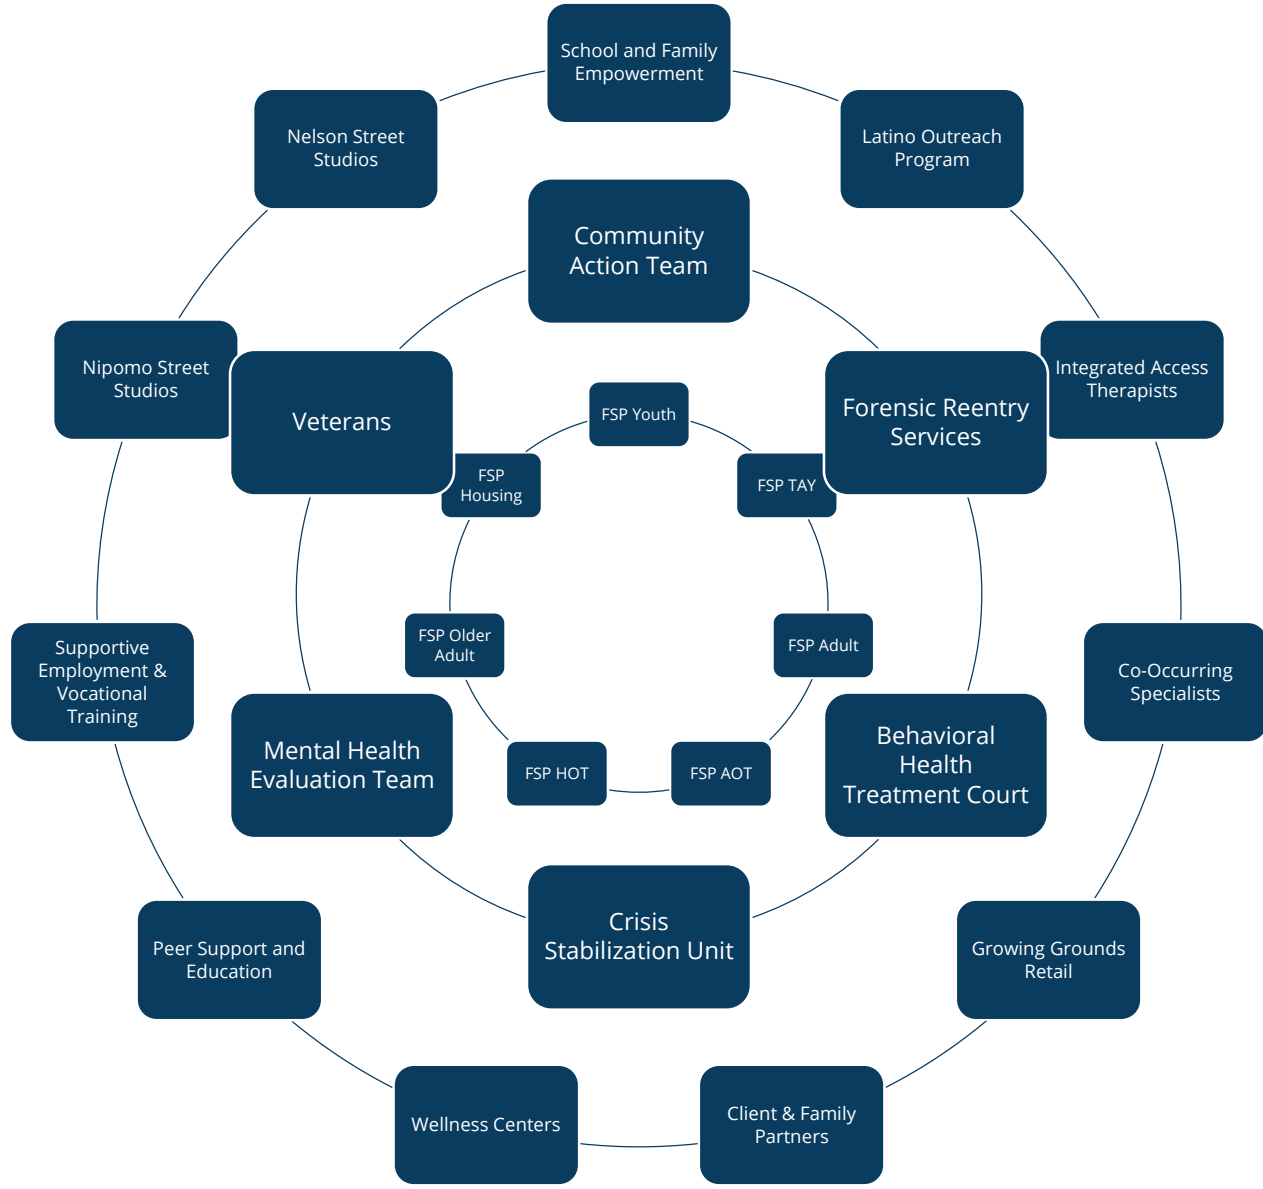 School and Family
Empowerment
Nelson Street
Studios
Latino Outreach
Program
Community
Action Team
Nipomo Street
Studios
Veterans
FSP Youth
Forensic Reentry
Services
Integrated Access
Therapists
FSP
Housing
FSP TAY
FSP Older
Adult
FSP Adult
Supportive
Employment &
Vocational
Training
Co-Occurring
Specialists
Mental Health
Evaluation Team
FSP HOT
FSP AOT
Behavioral
Health
Treatment Court
Crisis
Stabilization Unit
Peer Support and
Education
Growing Grounds
Retail
Wellness Centers
Client & Family
Partners